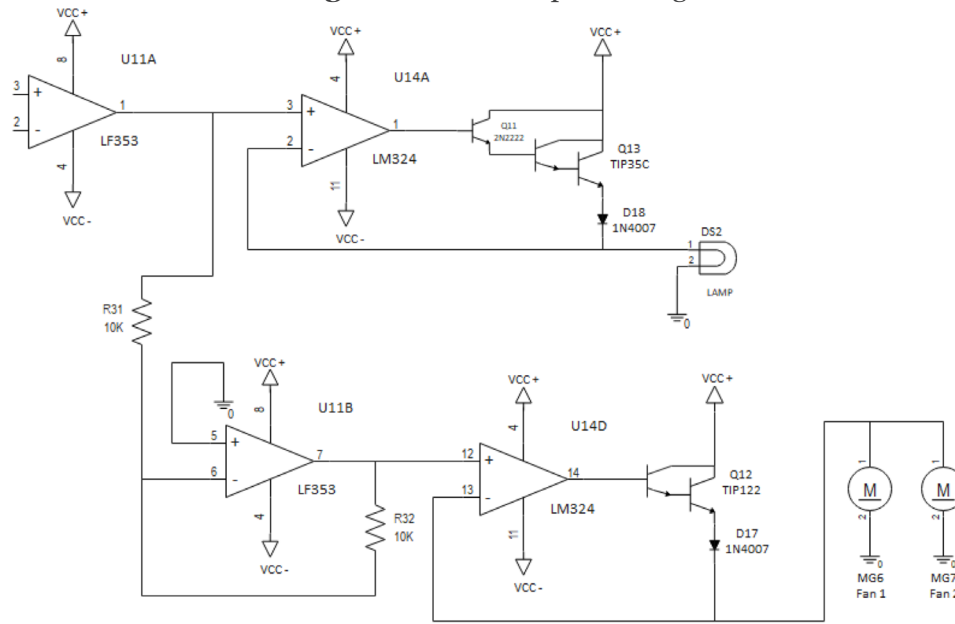 VCC+
8
U11A
3
+
1
2
-
LF353
4
VCC -
VCC+
4
U14A
3
+
1
2
-
LM324
11
VCC -
VCC+
Q11
2N2222
Q13
TIP35C
D18
1N4007
DS2
1
2
LAMP
0
R31
10K
0
VCC+
8
U11B
5
+
7
6
-
LF353
4
VCC-
R32
10K
VCC+
4
U14D
12
+
14
13
-
LM324
11
VCC-
VCC+
Q12
TIP122
D17
1N4007
1
M
2
0
MG6
Fan 1
1
M
2
0
MG7
Fan 2